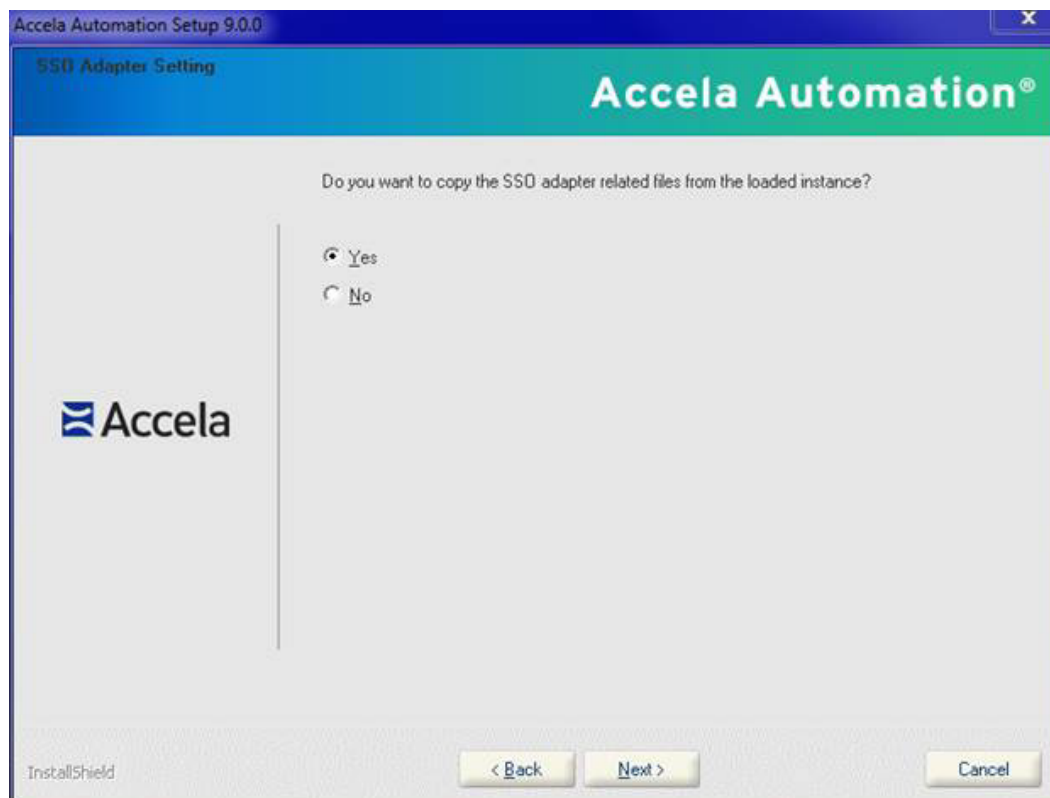 Accela Automation Setup 9.0.0
X
SSO Adapter Setting
Accela Automation®
Do you want to copy the SSO adapter related files from the loaded instance?
Yes
No
Accela
InstallShield
< Back
Next >
Cancel